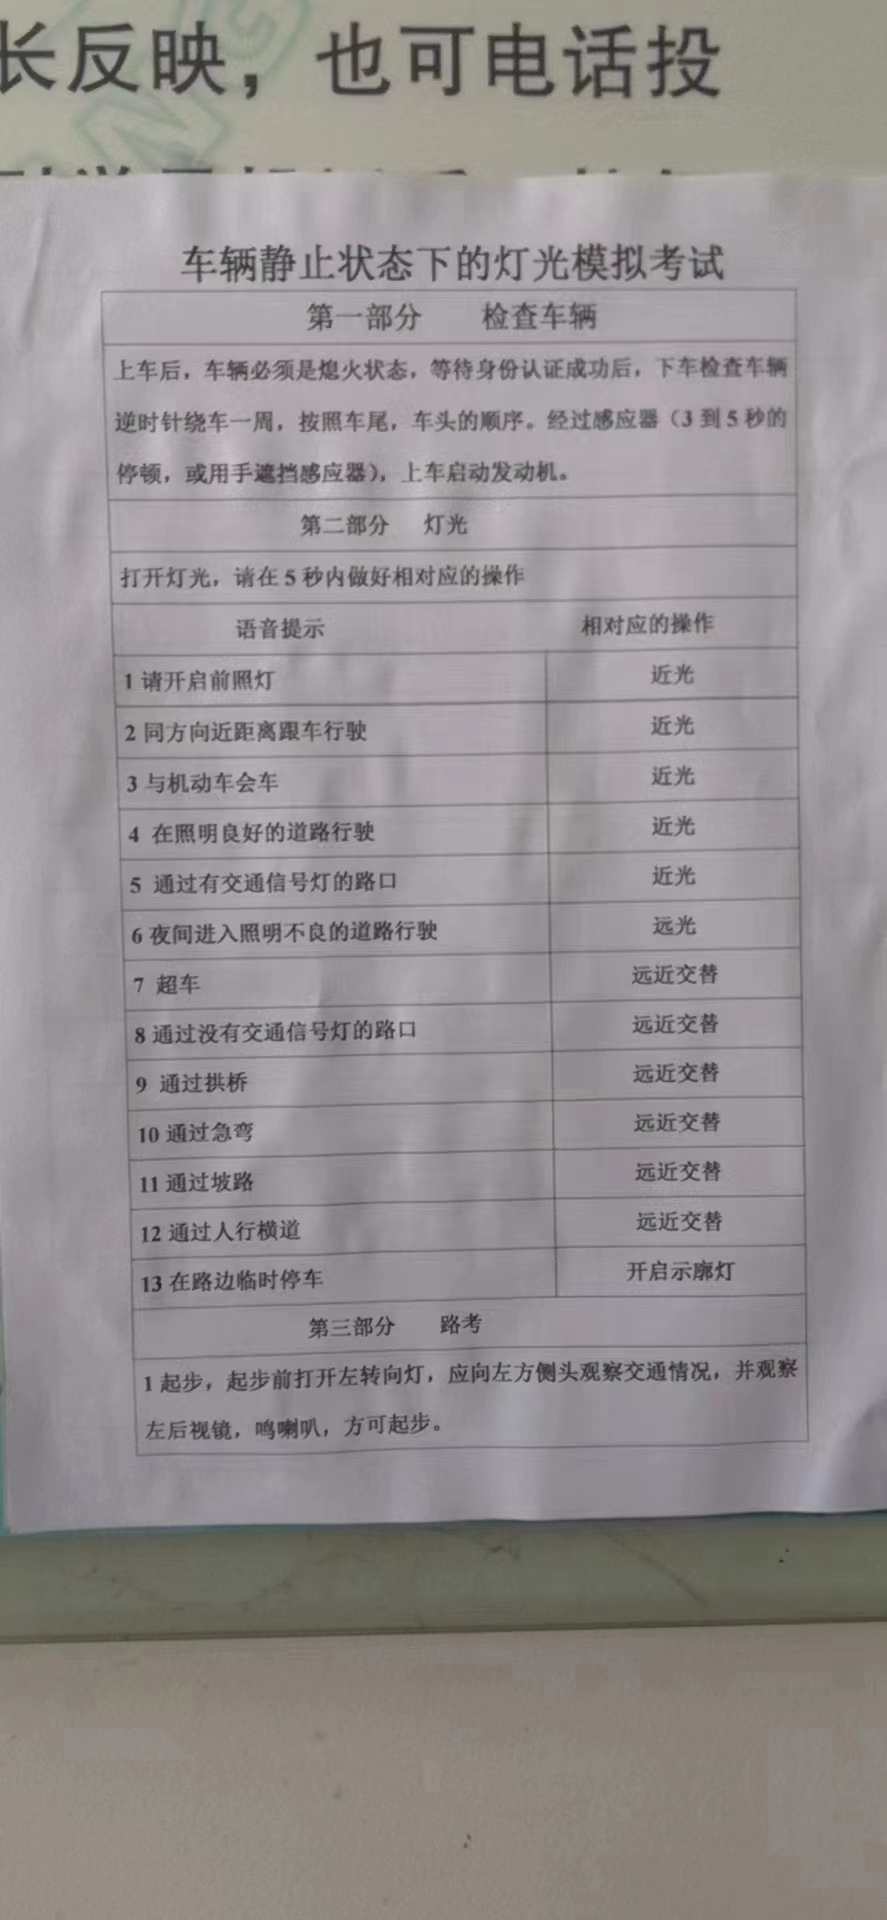 长反映，也可电话投
车辆静止状态下的灯光模拟考试
第一部分 检查车辆
上车后，车辆必须是熄火状态，等待身份认证成功后，下车检查车辆
逆时针绕车一周，按照车尾，车头的顺序。经过感应器（3 到 5 秒的
停顿，或用手遮挡感应器），上车启动发动机。
第二部分 灯光
打开灯光，请在 5 秒内做好相对应的操作
语音提示 相对应的操作
1 请开启前照灯 近光
2 同方向近距离跟车行驶 近光
3 与机动车会车 近光
4 在照明良好的道路行驶 近光
5 通过有交通信号灯的路口 近光
6 夜间进入照明不良的道路行驶 远光
7 超车 远近交替
8 通过没有交通信号灯的路口 远近交替
9 通过拱桥 远近交替
10 通过急弯 远近交替
11 通过坡路 远近交替
12 通过人行横道 远近交替
13 在路边临时停车 开启示廓灯
第三部分 路考
1 起步，起步前打开左转向灯，应向左方侧头观察交通情况，并观察
左后视镜，鸣喇叭，方可起步。